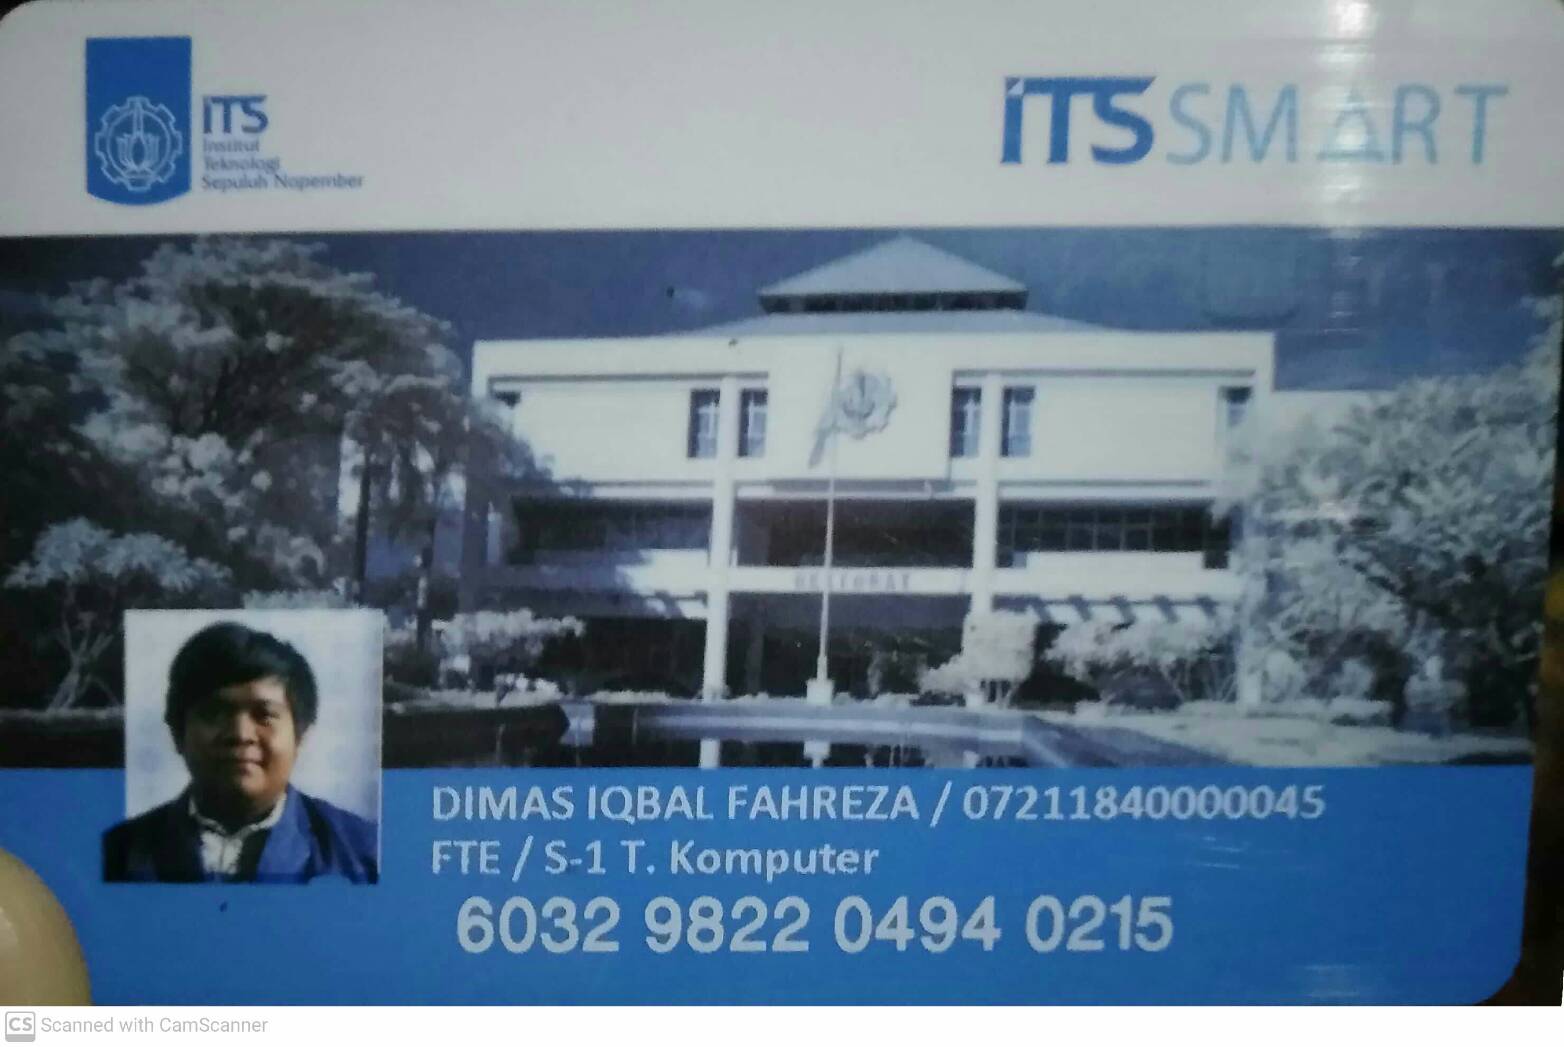 ITS
Institut
Teknologi
Sepuluh Nopember
ITS SMART
REKTORAT
DIMAS IQBAL FAHREZA / 07211840000045
FTE / S-1 T. Komputer
6032 9822 0494 0215
CS Scanned with CamScanner